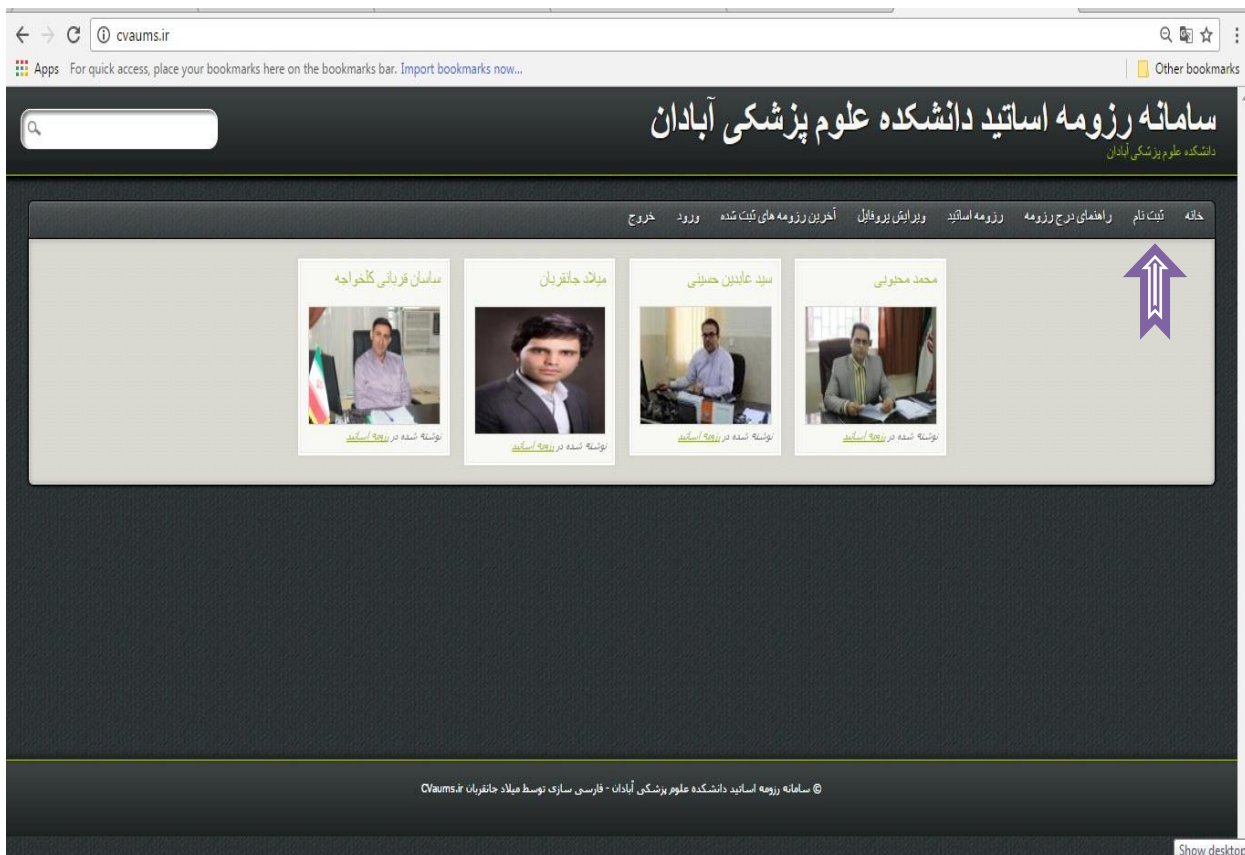 cvaums.ir
Apps For quick access, place your bookmarks here on the bookmarks bar. Import bookmarks now...
Other bookmarks
سامانه رزومه اساتید دانشکده علوم پزشکی آبادان
دانشکده علوم پزشکی آبادان
خانه ثبت نام راهنمای درج رزومه رزومه اساتید ویرایش پروفایل آخرین رزومه های ثبت شده ورود خروج
محمد محبوبی
نوشته شده در رزومه اساتید
سید عابدین حسینی
نوشته شده در رزومه اساتید
میلاد جانقربان
نوشته شده در رزومه اساتید
ساسان قربانی کلخواجه
نوشته شده در رزومه اساتید
© سامانه رزومه اساتید دانشکده علوم پزشکی آبادان - فارسی سازی توسط میلاد جانقربان CVaums.ir
Show desktop